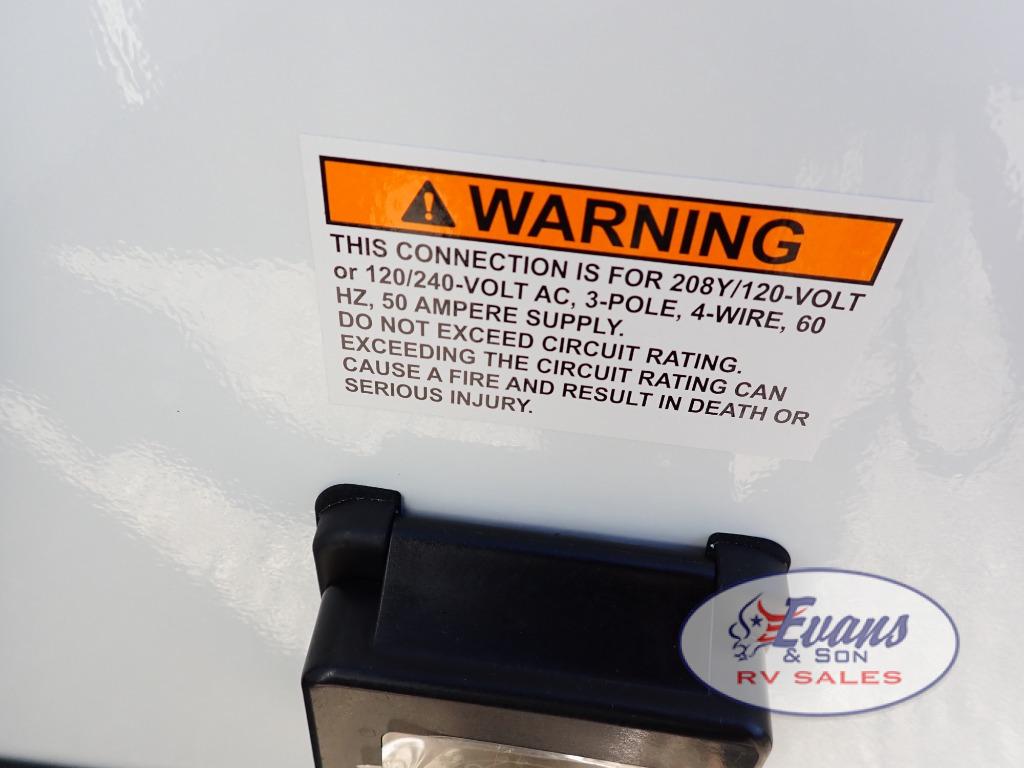 WARNING
THIS CONNECTION IS FOR 208Y/120-VOLT
or 120/240-VOLT AC, 3-POLE, 4-WIRE, 60
HZ, 50 AMPERE SUPPLY.
DO NOT EXCEED CIRCUIT RATING.
EXCEEDING THE CIRCUIT RATING CAN
CAUSE A FIRE AND RESULT IN DEATH OR
SERIOUS INJURY.
Evans
& SON
RV SALES